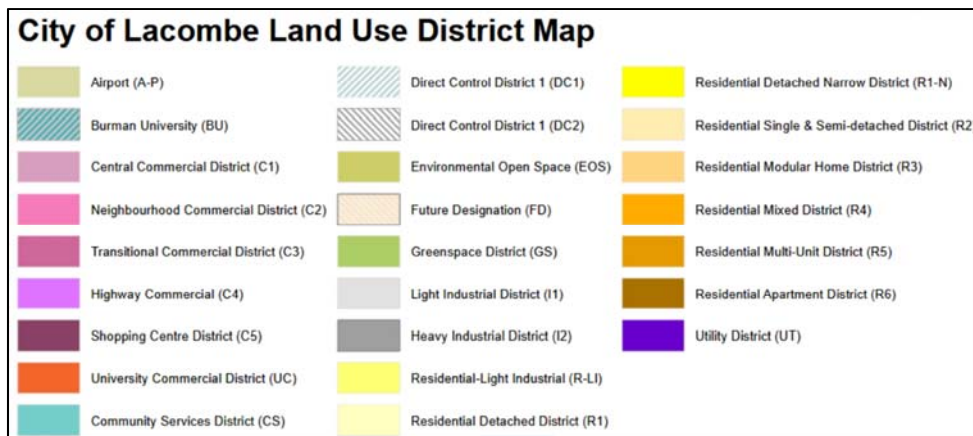 City of Lacombe Land Use District Map
Airport (A-P)
Burman University (BU)
Central Commercial District (C1)
Neighbourhood Commercial District (C2)
Transitional Commercial District (C3)
Highway Commercial (C4)
Shopping Centre District (C5)
University Commercial District (UC)
Community Services District (CS)
Direct Control District 1 (DC1)
Direct Control District 1 (DC2)
Environmental Open Space (EOS)
Future Designation (FD)
Greenspace District (GS)
Light Industrial District (I1)
Heavy Industrial District (I2)
Residential-Light Industrial (R-LI)
Residential Detached District (R1)
Residential Detached Narrow District (R1-N)
Residential Single & Semi-detached District (R2)
Residential Modular Home District (R3)
Residential Mixed District (R4)
Residential Multi-Unit District (R5)
Residential Apartment District (R6)
Utility District (UT)